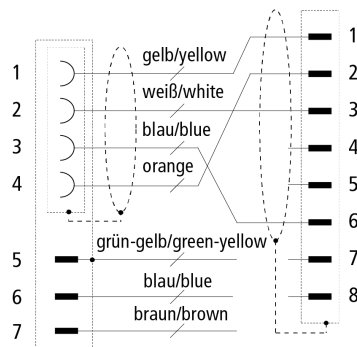 1
gelb/yellow
1
2
weiß/white
2
3
blau/blue
3
4
orange
4
5
6
5
grün-gelb/green-yellow
7
6
blau/blue
8
7
braun/brown